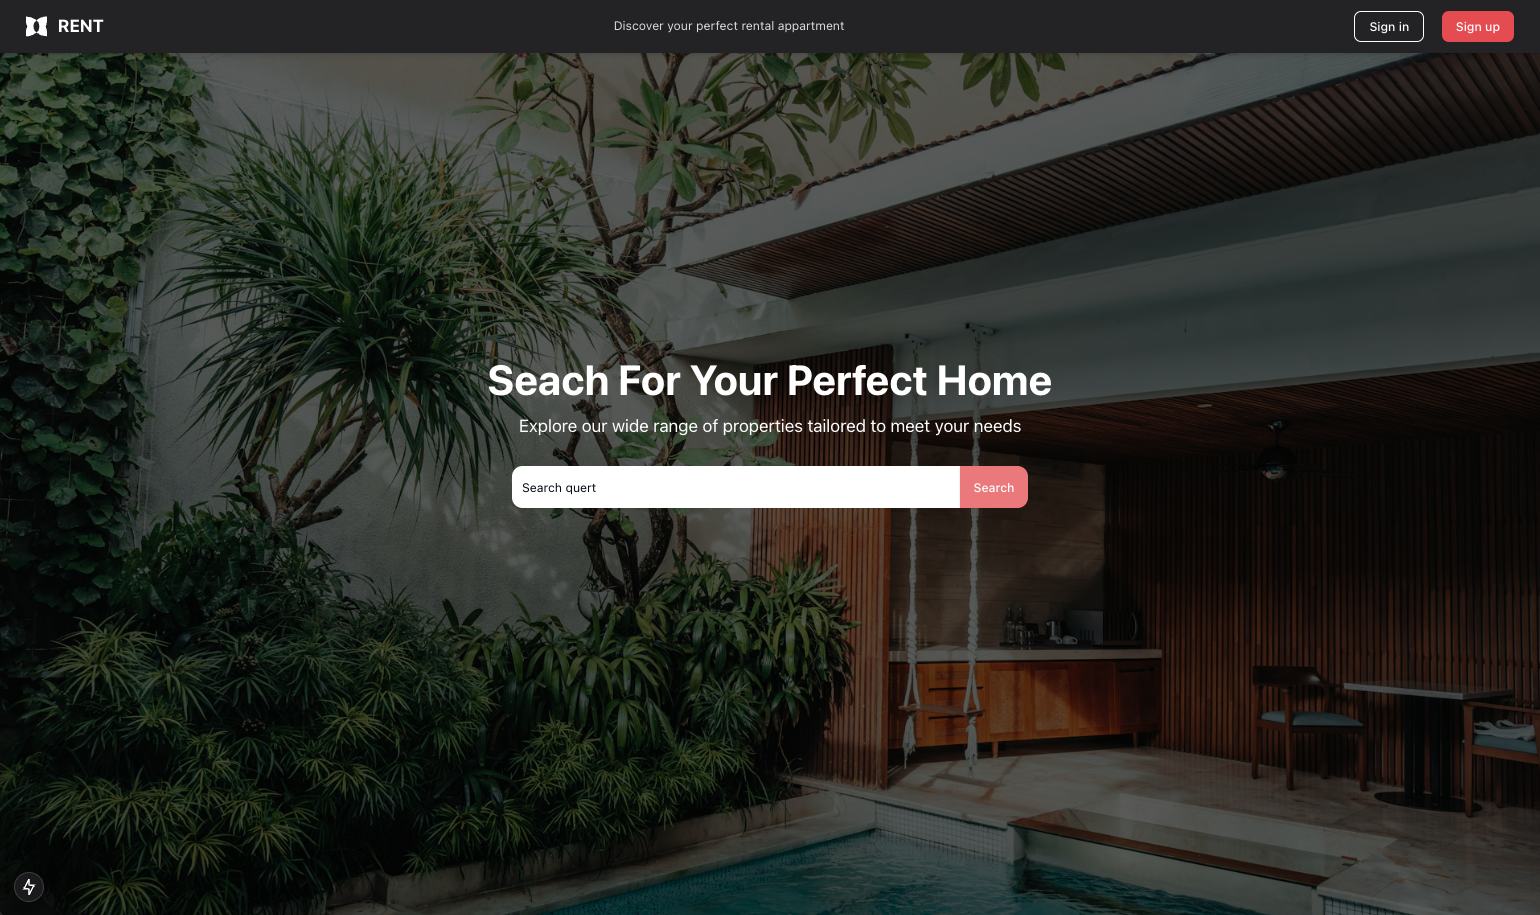 RENT
Discover your perfect rental appartment
Sign in
Sign up
Seach For Your Perfect Home
Explore our wide range of properties tailored to meet your needs
Search quert
Search